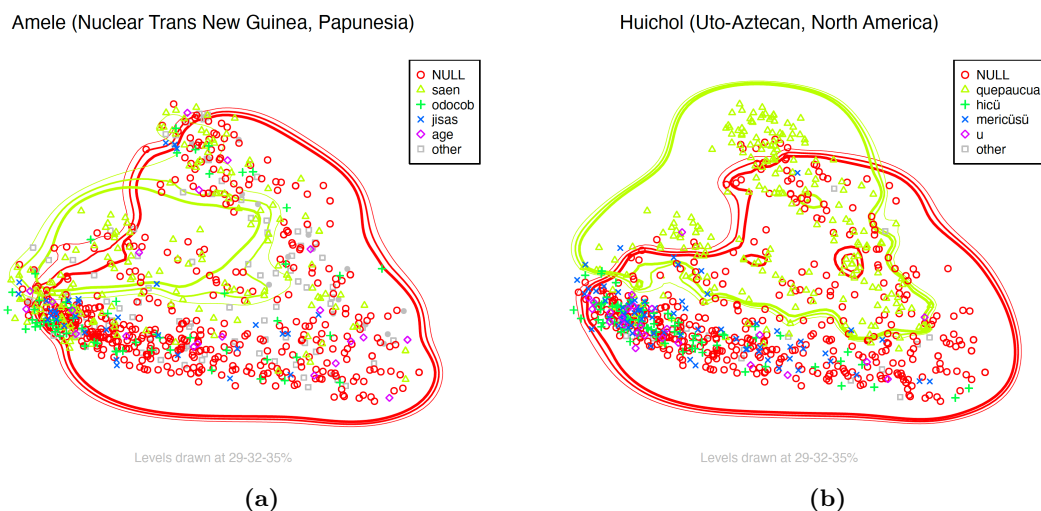 Amele (Nuclear Trans New Guinea, Papunesia)
NULL
saen
odocob
jisas
age
other
Levels drawn at 29-32-35%
(a)
Huichol (Uto-Aztecan, North America)
NULL
quepaucua
hicü
mericüsü
u
other
Levels drawn at 29-32-35%
(b)